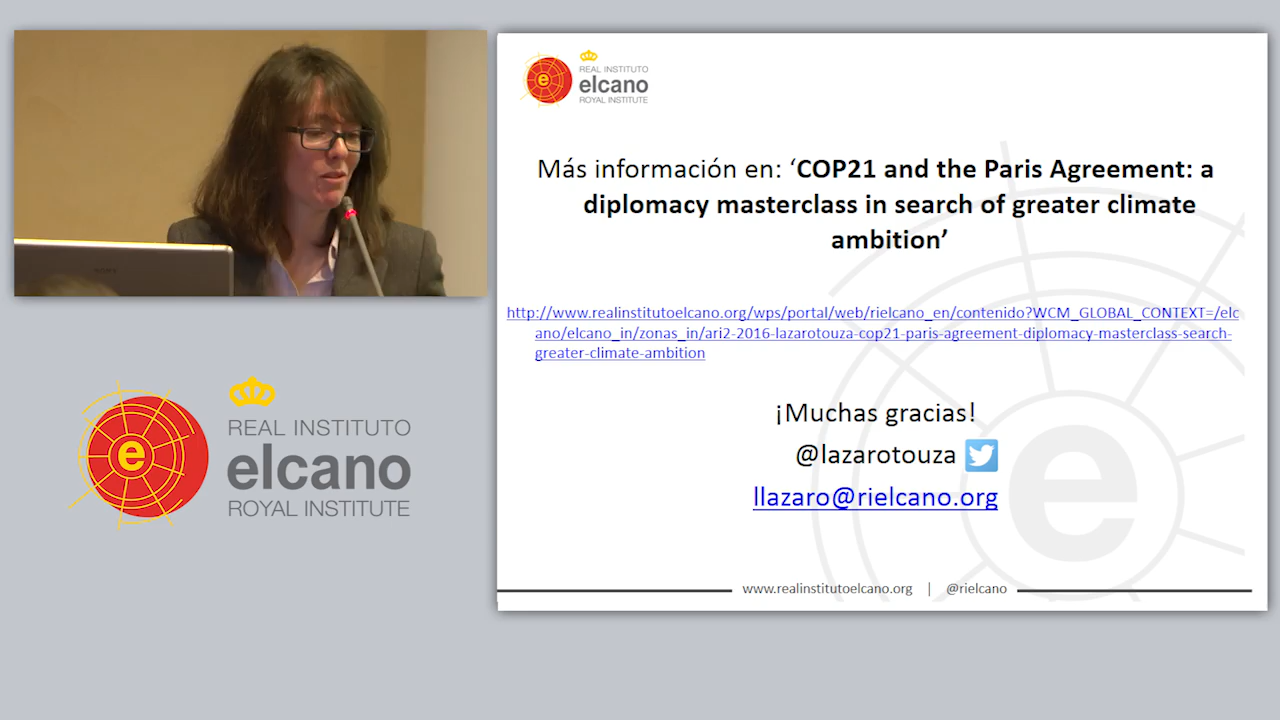 REAL INSTITUTO
elcano
ROYAL INSTITUTE
e
REAL INSTITUTO
elcano
ROYAL INSTITUTE
e
Más información en: ‘COP21 and the Paris Agreement: a
diplomacy masterclass in search of greater climate
ambition’
http://www.realinstitutoelcano.org/wps/portal/web/rielcano_en/contenido?WCM_GLOBAL_CONTEXT=/elc
ano/elcano_in/zonas_in/ari2-2016-lazarotouza-cop21-paris-agreement-diplomacy-masterclass-search-
greater-climate-ambition
¡Muchas gracias!
@lazarotouza
llazaro@rielcano.org
e
www.realinstitutoelcano.org | @rielcano